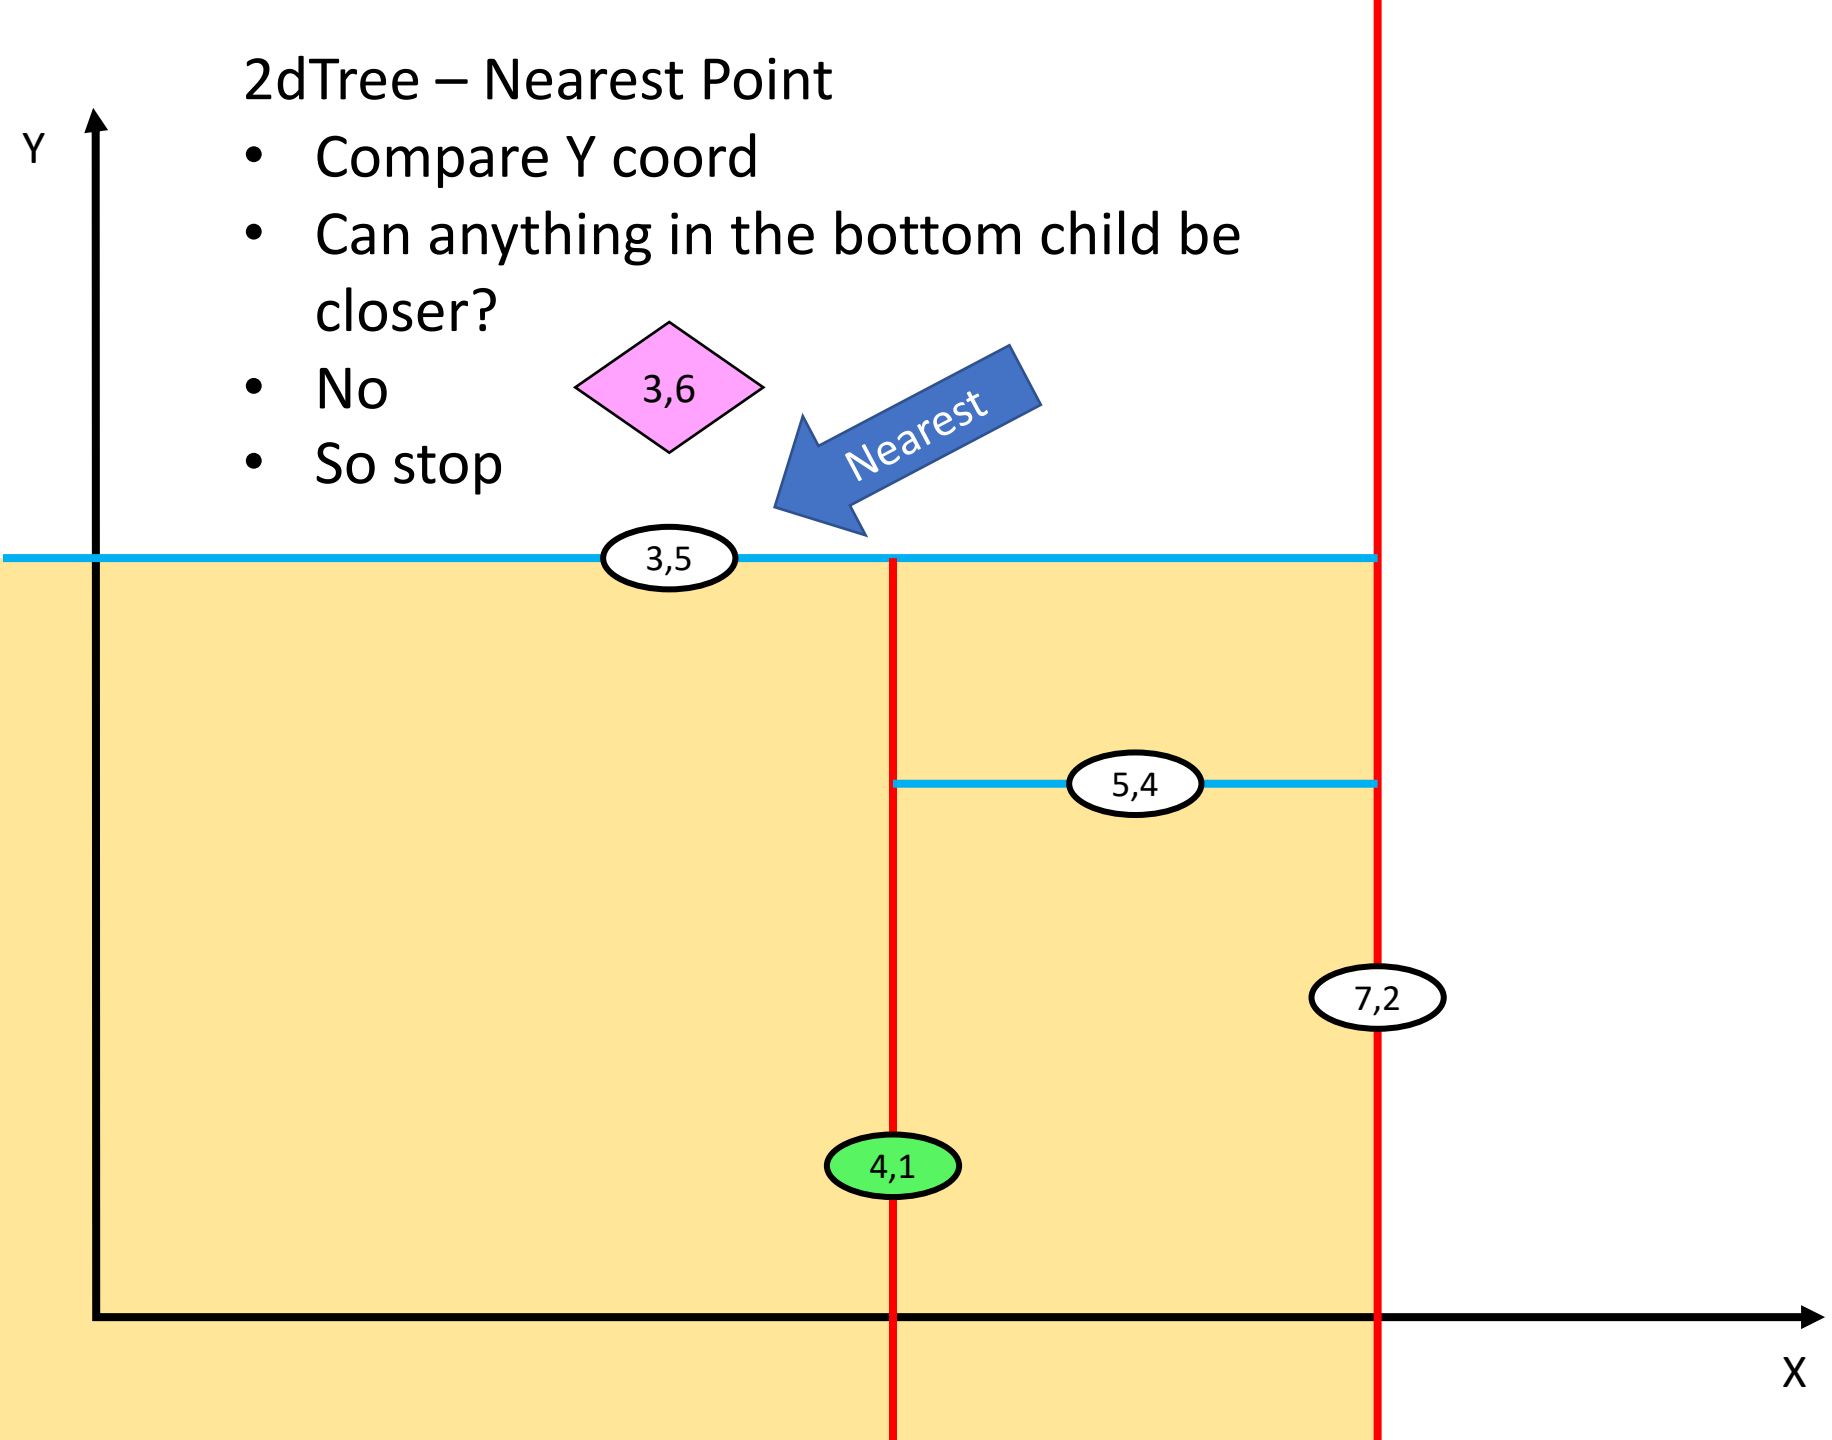 2dTree – Nearest Point
Y
• Compare Y coord
• Can anything in the bottom child be
closer?
• No
3,6
Nearest
• So stop
3,5
5,4
7,2
4,1
X